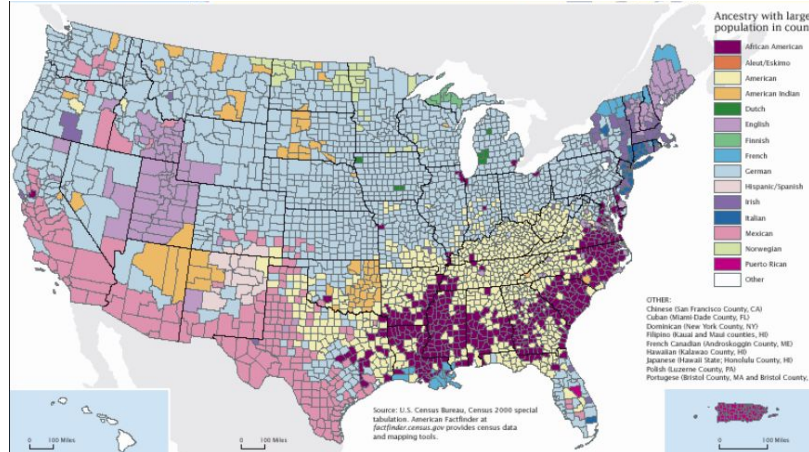 Ancestry with large
population in coun
African American
Aleut/Eskimo
American
American Indian
Dutch
English
Finnish
French
German
Hispanic/Spanish
Irish
Italian
Mexican
Norwegian
Puerto Rican
Other
OTHER:
Chinese (San Francisco County, CA)
Cuban (Miami-Dade County, FL)
Dominican (New York County, NY)
Filipino (Kauai and Maui counties, HI)
French Canadian (Androskoggin County, ME)
Hawaiian (Kalawao County, HI)
Japanese (Hawaii State; Honolulu County, HI)
Polish (Luzerne County, PA)
Portugese (Bristol County, MA and Bristol County,
Source: U.S. Census Bureau, Census 2000 special
tabulation. American Factfinder at
factfinder.census.gov provides census data
and mapping tools.
0 100 Miles
0 100 Miles
0 100 Miles
0 100 Miles